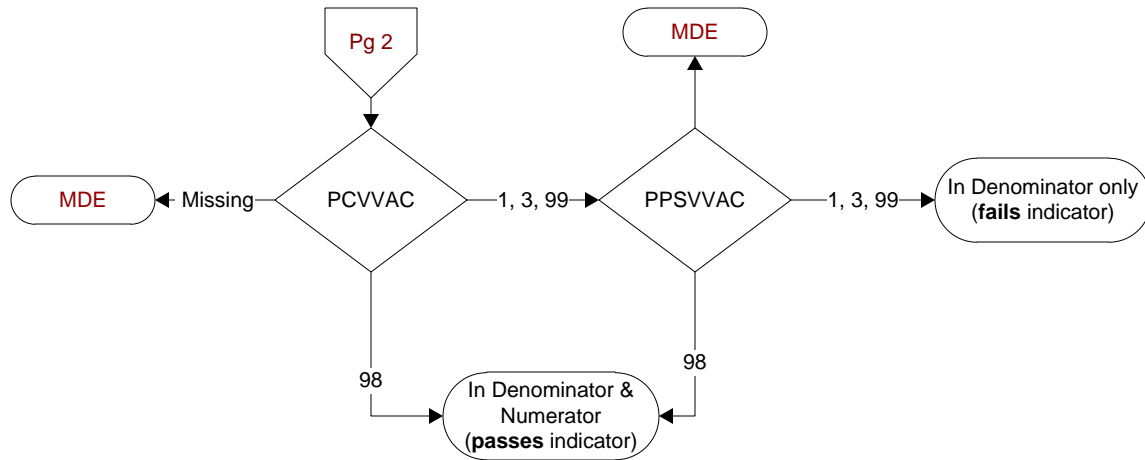 Pg 2
MDE
MDE
Missing
PCVVAC
1, 3, 99
PPSVVAC
1, 3, 99
In Denominator only
(fails indicator)
98
98
In Denominator &
Numerator
(passes indicator)